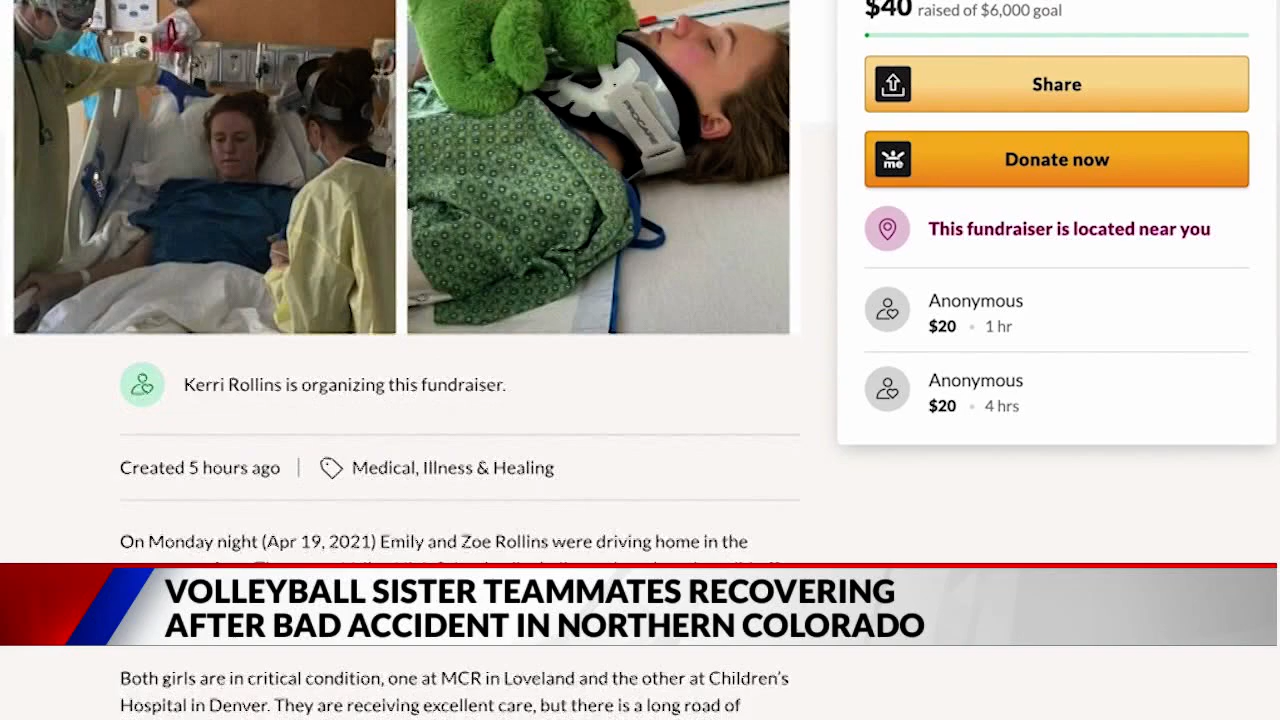 $40 raised of $6,000 goal
Share
me
Donate now
This fundraiser is located near you
Anonymous
$20 • 1 hr
Anonymous
$20 • 4 hrs
PROCARE
Kerri Rollins is organizing this fundraiser.
Created 5 hours ago | Medical, Illness & Healing
On Monday night (Apr 19, 2021) Emily and Zoe Rollins were driving home in the
VOLLEYBALL SISTER TEAMMATES RECOVERING
AFTER BAD ACCIDENT IN NORTHERN COLORADO
Both girls are in critical condition, one at MCR in Loveland and the other at Children's
Hospital in Denver. They are receiving excellent care, but there is a long road of